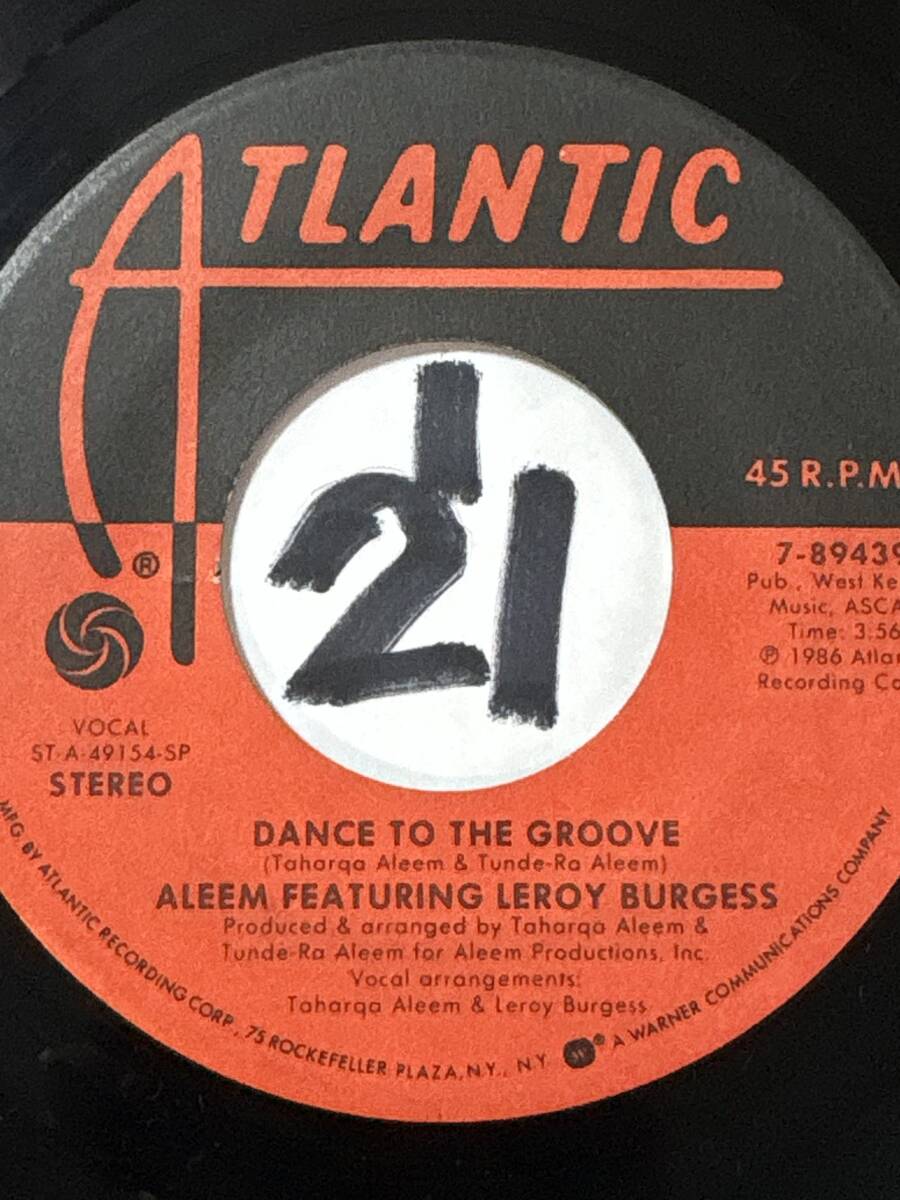 ATLANTIC
®
45 R.P.M
7-89439
Pub., West Ke
Music, ASCA
Time: 3:56
℗ 1986 Atlan
Recording Co
21
VOCAL
ST-A-49154-SP
STEREO
DANCE TO THE GROOVE
(Taharqa Aleem & Tunde-Ra Aleem)
ALEEM FEATURING LEROY BURGESS
Produced & arranged by Taharqa Aleem &
Tunde-Ra Aleem for Aleem Productions, Inc.
Vocal arrangements:
Taharqa Aleem & Leroy Burgess
MFG. BY ATLANTIC RECORDING CORP., 75 ROCKEFELLER PLAZA, N.Y., N.Y. ® A WARNER COMMUNICATIONS COMPANY